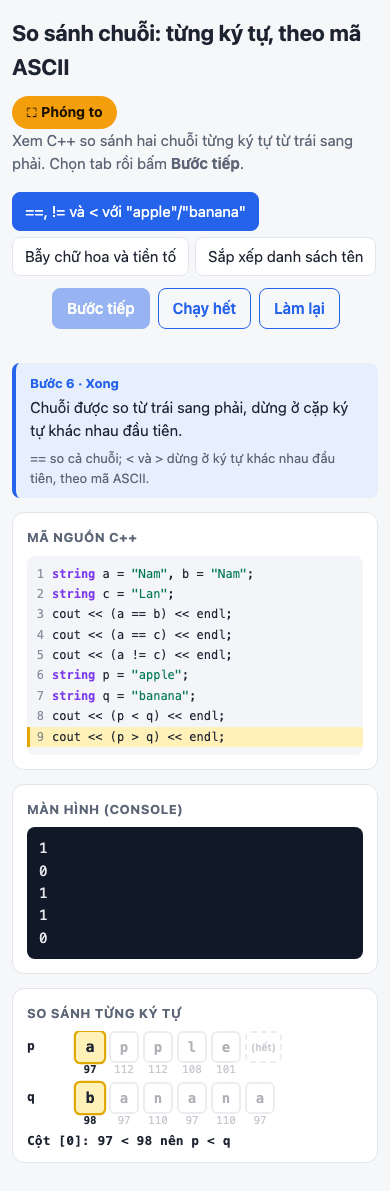 So sánh chuỗi: từng ký tự, theo mã
ASCII
⛶ Phóng to
Xem C++ so sánh hai chuỗi từng ký tự từ trái sang
phải. Chọn tab rồi bấm Bước tiếp.
==, != và < với "apple"/"banana"
Bẫy chữ hoa và tiền tố
Sắp xếp danh sách tên
Bước tiếp
Chạy hết
Làm lại
Bước 6 · Xong
Chuỗi được so từ trái sang phải, dừng ở cặp ký
tự khác nhau đầu tiên.
== so cả chuỗi; < và > dừng ở ký tự khác nhau đầu
tiên, theo mã ASCII.
MÃ NGUỒN C++
1 string a = "Nam", b = "Nam";
2 string c = "Lan";
3 cout << (a == b) << endl;
4 cout << (a == c) << endl;
5 cout << (a != c) << endl;
6 string p = "apple";
7 string q = "banana";
8 cout << (p < q) << endl;
9 cout << (p > q) << endl;
MÀN HÌNH (CONSOLE)
1
0
1
1
0
SO SÁNH TỪNG KÝ TỰ
p a p p l e (hết)
97 112 112 108 101
q b a n a n a
98 97 110 97 110 97
Cột [0]: 97 < 98 nên p < q